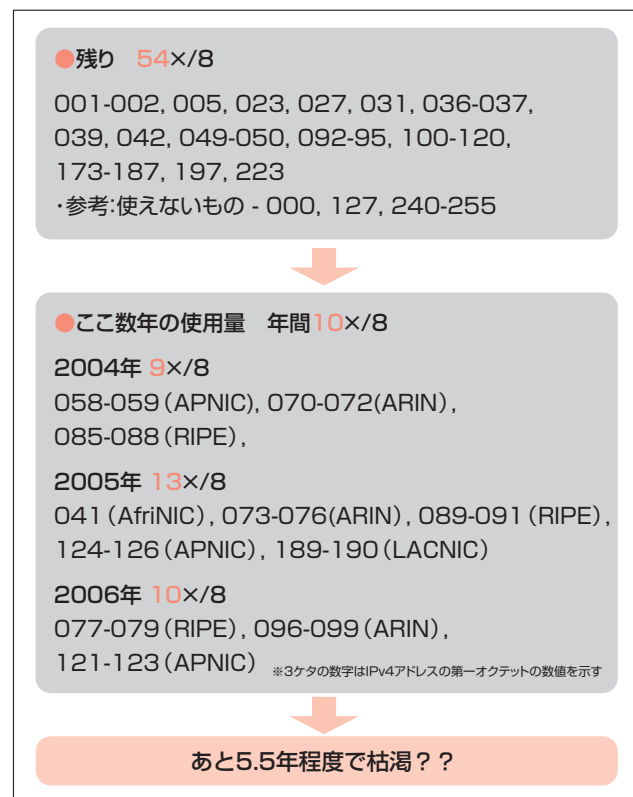 ●残り 54×/8
001-002, 005, 023, 027, 031, 036-037,
039, 042, 049-050, 092-95, 100-120,
173-187, 197, 223
・参考:使えないもの - 000, 127, 240-255
●ここ数年の使用量 年間10×/8
2004年 9×/8
058-059(APNIC), 070-072(ARIN),
085-088(RIPE),
2005年 13×/8
041(AfriNIC), 073-076(ARIN), 089-091(RIPE),
124-126(APNIC), 189-190(LACNIC)
2006年 10×/8
077-079(RIPE), 096-099(ARIN),
121-123(APNIC) ※3ケタの数字はIPv4アドレスの第一オクテットの数値を示す
あと5.5年程度で枯渇??